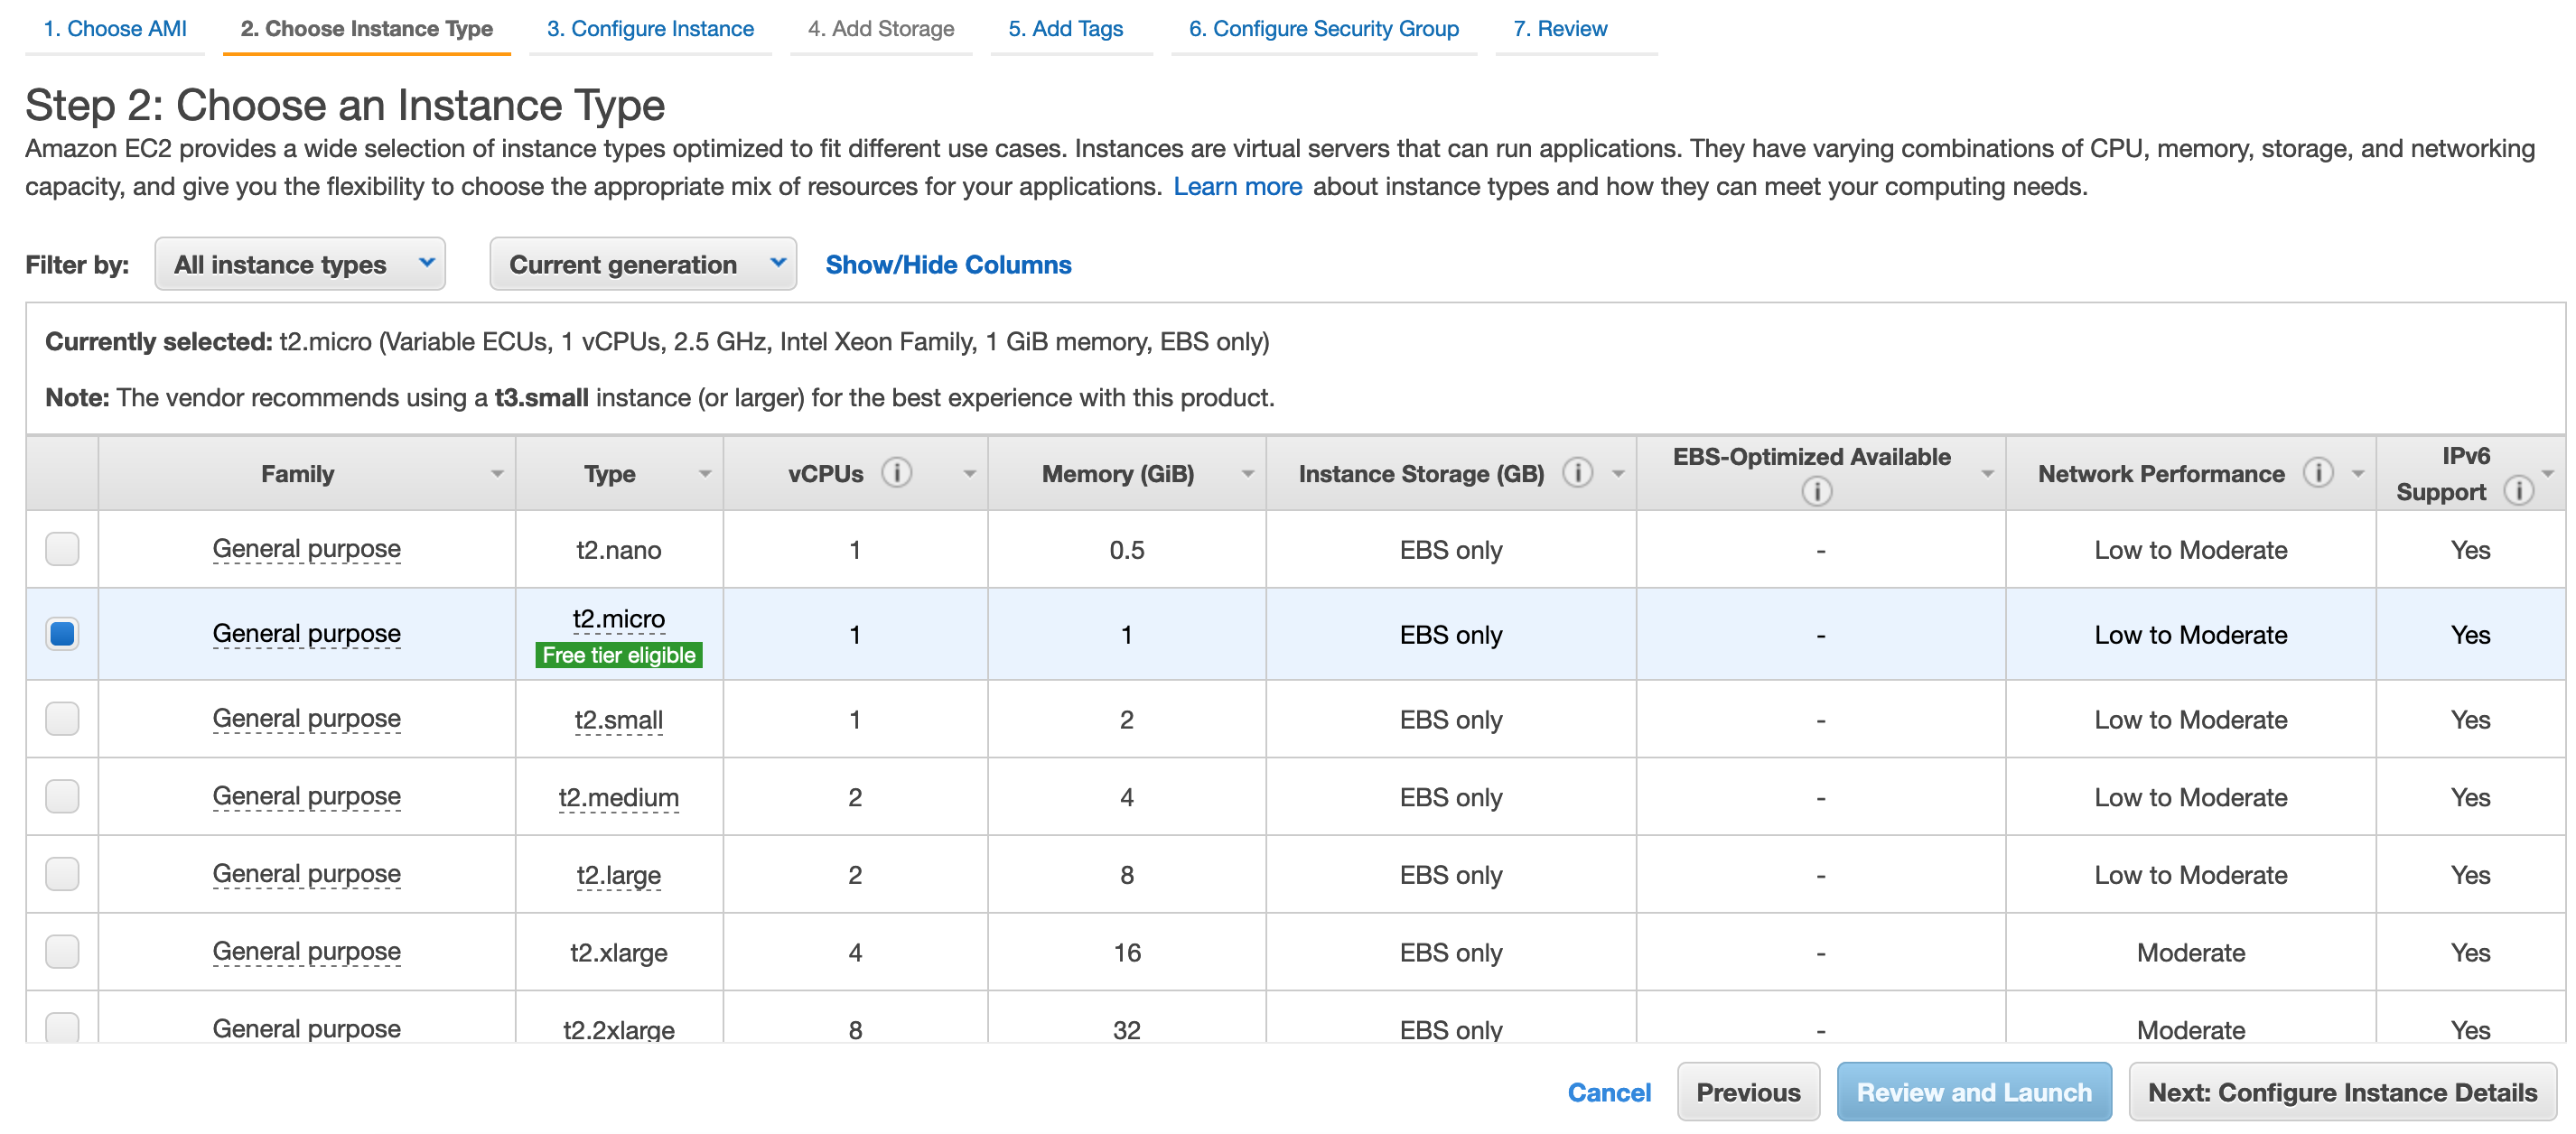 1. Choose AMI 2. Choose Instance Type 3. Configure Instance 4. Add Storage 5. Add Tags 6. Configure Security Group 7. Review
Step 2: Choose an Instance Type
Amazon EC2 provides a wide selection of instance types optimized to fit different use cases. Instances are virtual servers that can run applications. They have varying combinations of CPU, memory, storage, and networking
capacity, and give you the flexibility to choose the appropriate mix of resources for your applications. Learn more about instance types and how they can meet your computing needs.
Filter by: All instance types Current generation Show/Hide Columns
Currently selected: t2.micro (Variable ECUs, 1 vCPUs, 2.5 GHz, Intel Xeon Family, 1 GiB memory, EBS only)
Note: The vendor recommends using a t3.small instance (or larger) for the best experience with this product.
Family Type vCPUs Memory (GiB) Instance Storage (GB) EBS-Optimized Available Network Performance IPv6 Support
General purpose t2.nano 1 0.5 EBS only - Low to Moderate Yes
General purpose t2.micro 1 1 EBS only - Low to Moderate Yes
Free tier eligible
General purpose t2.small 1 2 EBS only - Low to Moderate Yes
General purpose t2.medium 2 4 EBS only - Low to Moderate Yes
General purpose t2.large 2 8 EBS only - Low to Moderate Yes
General purpose t2.xlarge 4 16 EBS only - Moderate Yes
General purpose t2.2xlarge 8 32 EBS only - Moderate Yes
Cancel Previous Review and Launch Next: Configure Instance Details